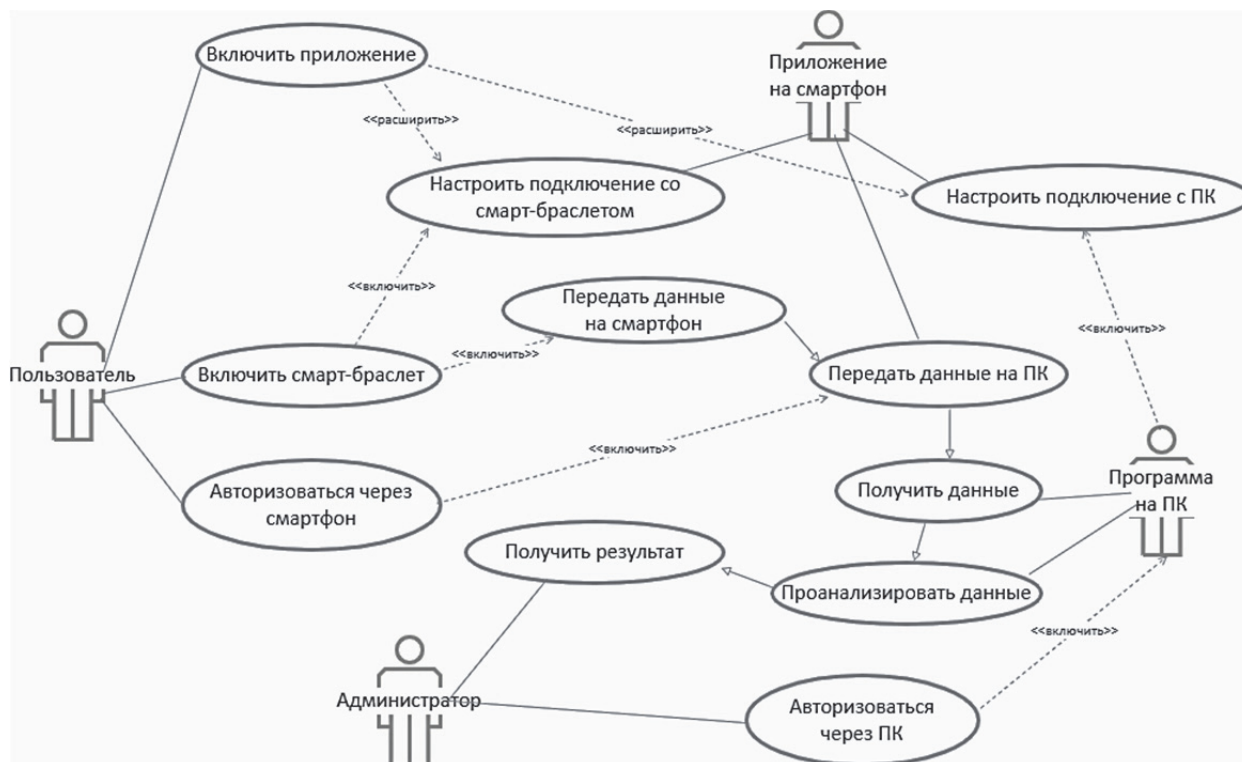 Включить приложение
Приложение
на смартфон
<<расширить>>
<<расширить>>
Настроить подключение со
смарт-браслетом
Настроить подключение с ПК
<<включить>>
Передать данные
на смартфон
<<включить>>
<<включить>>
Пользователь
Включить смарт-браслет
Передать данные на ПК
<<включить>>
Авторизоваться через
смартфон
Получить данные
Программа
на ПК
Получить результат
Проанализировать данные
<<включить>>
Администратор
Авторизоваться
через ПК